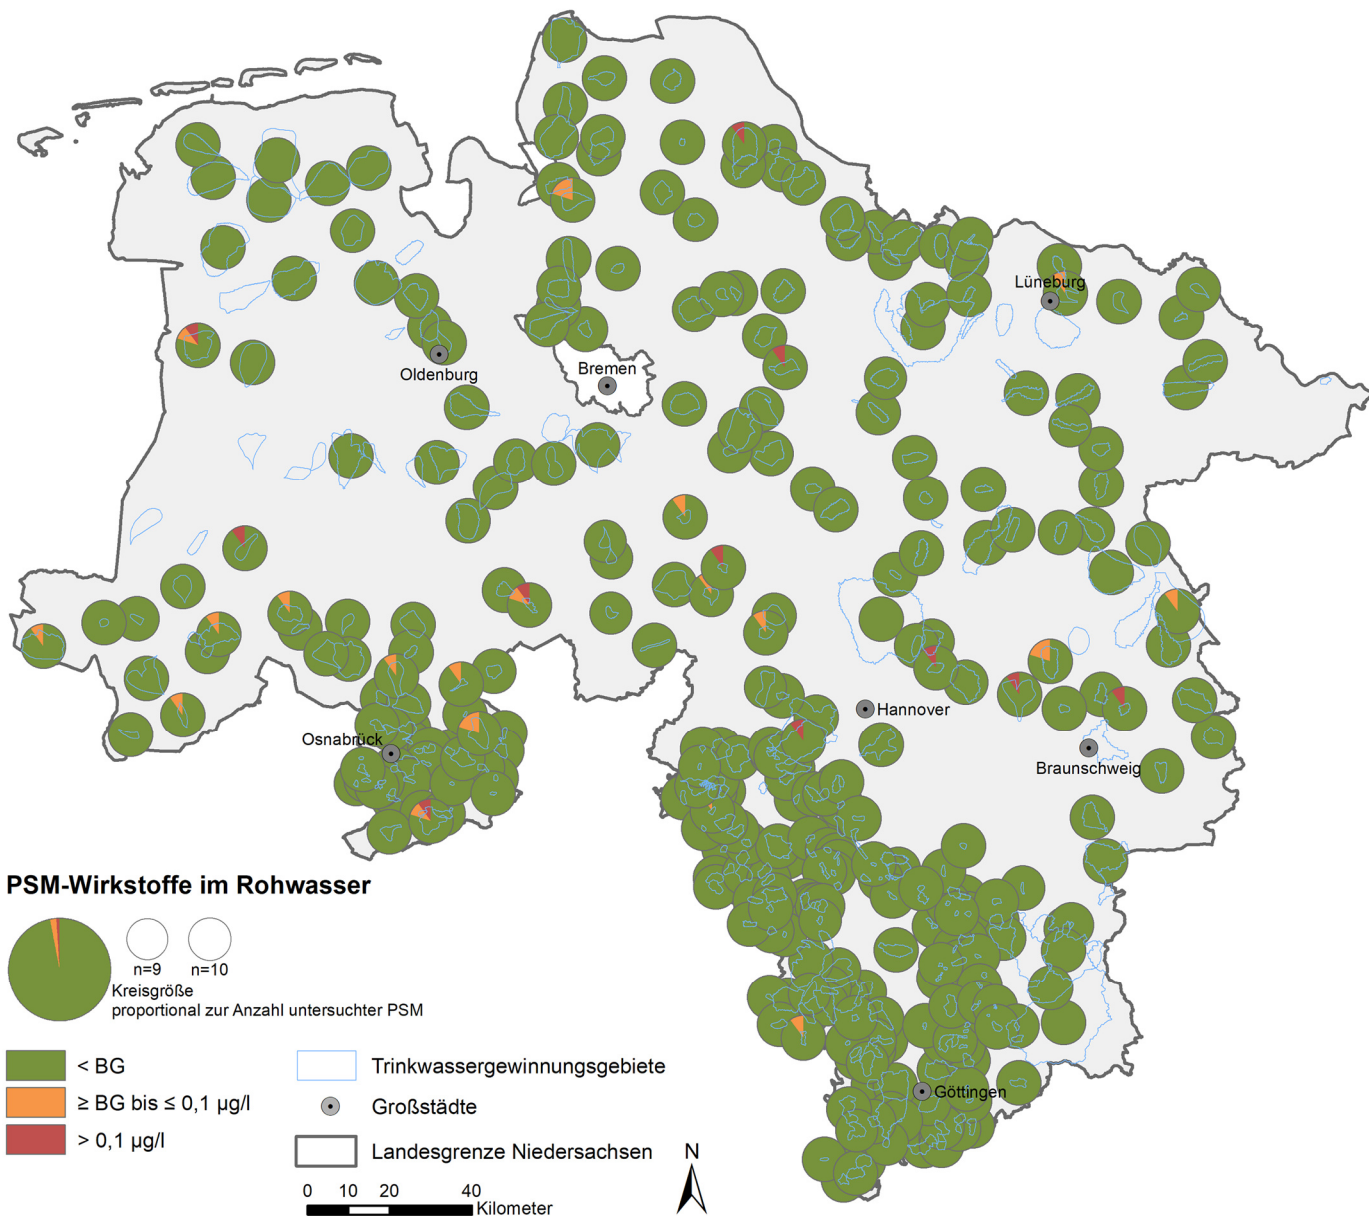 Lüneburg
Oldenburg
Bremen
Hannover
Osnabrück
Braunschweig
Göttingen
PSM-Wirkstoffe im Rohwasser
n=9
n=10
Kreisgröße
proportional zur Anzahl untersuchter PSM
< BG
≥ BG bis ≤ 0,1 µg/l
> 0,1 µg/l
Trinkwassergewinnungsgebiete
Großstädte
Landesgrenze Niedersachsen
0 10 20 40
Kilometer
N